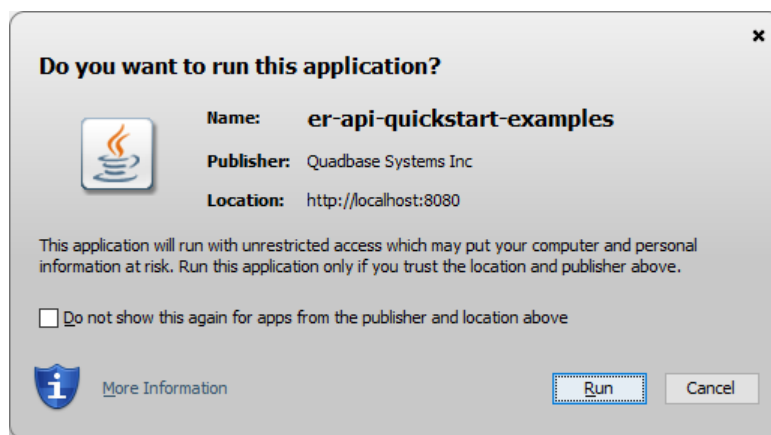 Do you want to run this application?
Name: er-api-quickstart-examples
Publisher: Quadbase Systems Inc
Location: http://localhost:8080
This application will run with unrestricted access which may put your computer and personal
information at risk. Run this application only if you trust the location and publisher above.
Do not show this again for apps from the publisher and location above
More Information
Run
Cancel